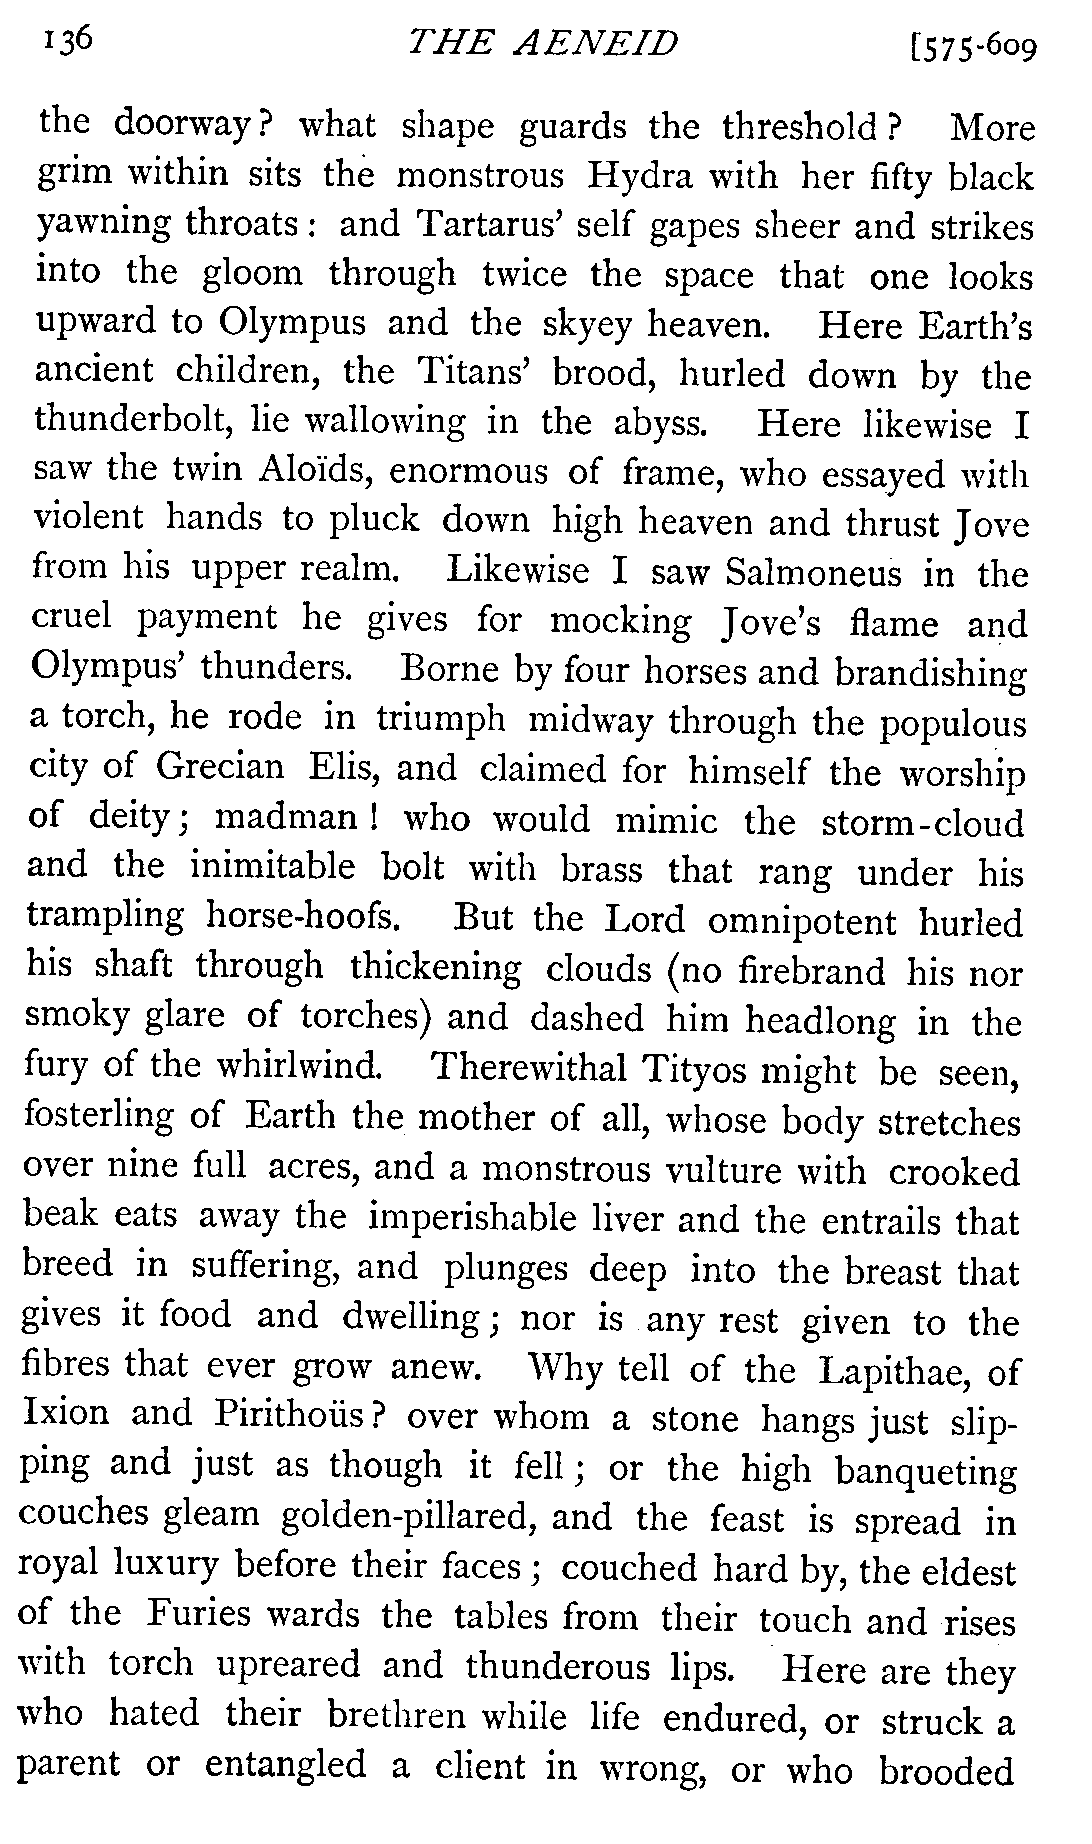 136 THE AENEID [575-609
the doorway? what shape guards the threshold? More
grim within sits the monstrous Hydra with her fifty black
yawning throats: and Tartarus' self gapes sheer and strikes
into the gloom through twice the space that one looks
upward to Olympus and the skyey heaven. Here Earth's
ancient children, the Titans' brood, hurled down by the
thunderbolt, lie wallowing in the abyss. Here likewise I
saw the twin Aloïds, enormous of frame, who essayed with
violent hands to pluck down high heaven and thrust Jove
from his upper realm. Likewise I saw Salmoneus in the
cruel payment he gives for mocking Jove's flame and
Olympus' thunders. Borne by four horses and brandishing
a torch, he rode in triumph midway through the populous
city of Grecian Elis, and claimed for himself the worship
of deity; madman! who would mimic the storm-cloud
and the inimitable bolt with brass that rang under his
trampling horse-hoofs. But the Lord omnipotent hurled
his shaft through thickening clouds (no firebrand his nor
smoky glare of torches) and dashed him headlong in the
fury of the whirlwind. Therewithal Tityos might be seen,
fosterling of Earth the mother of all, whose body stretches
over nine full acres, and a monstrous vulture with crooked
beak eats away the imperishable liver and the entrails that
breed in suffering, and plunges deep into the breast that
gives it food and dwelling; nor is any rest given to the
fibres that ever grow anew. Why tell of the Lapithae, of
Ixion and Pirithoüs? over whom a stone hangs just slip-
ping and just as though it fell; or the high banqueting
couches gleam golden-pillared, and the feast is spread in
royal luxury before their faces; couched hard by, the eldest
of the Furies wards the tables from their touch and rises
with torch upreared and thunderous lips. Here are they
who hated their brethren while life endured, or struck a
parent or entangled a client in wrong, or who brooded